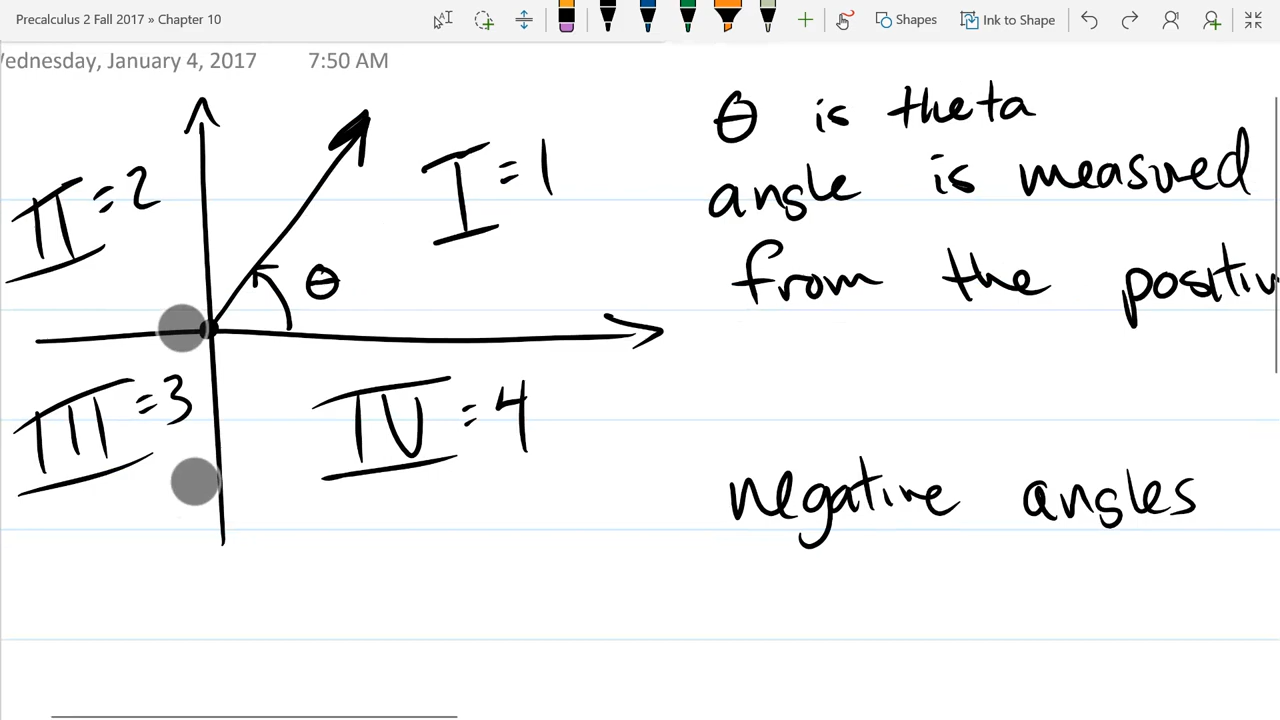 Precalculus 2 Fall 2017 » Chapter 10
Shapes
Ink to Shape
ednesday, January 4, 2017 7:50 AM
θ is theta
angle is measured
from the positiv
negative angles
I = 1
II = 2
θ
III = 3
IV = 4